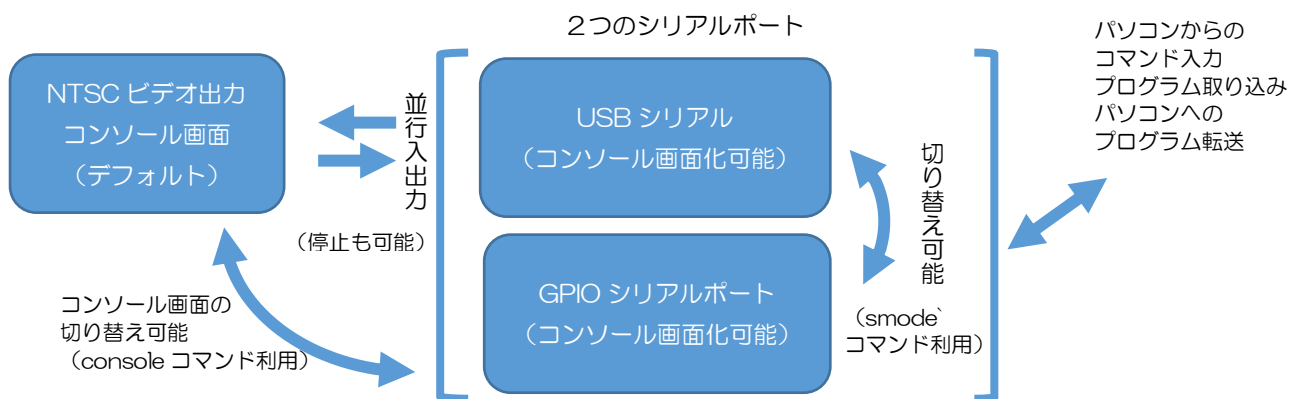 2つのシリアルポート
NTSC ビデオ出力
コンソール画面
(デフォルト)
並行入出力
(停止も可能)
USB シリアル
(コンソール画面化可能)
GPIO シリアルポート
(コンソール画面化可能)
切り替え可能
(smode`
コマンド利用)
パソコンからの
コマンド入力
プログラム取り込み
パソコンへの
プログラム転送
コンソール画面の
切り替え可能
(console コマンド利用)